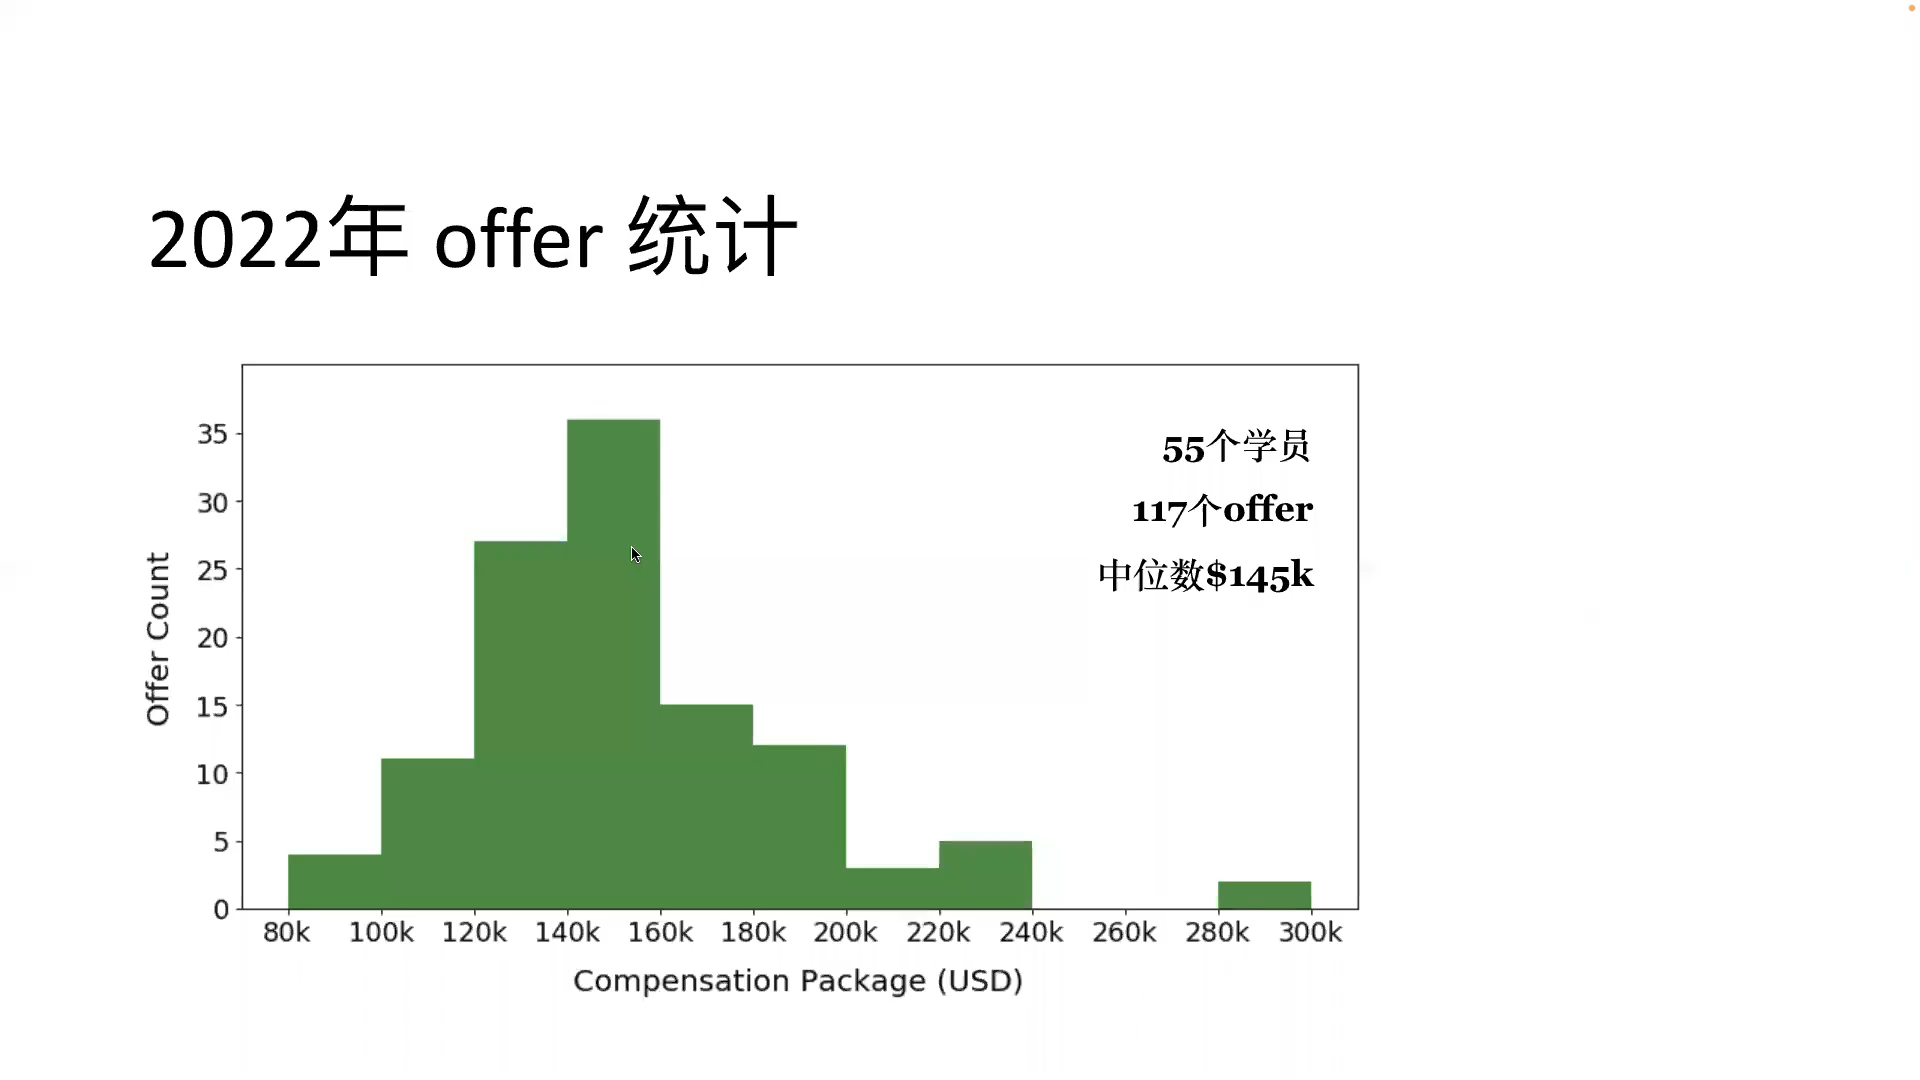 2022年 offer 统计
55个学员
117个offer
中位数$145k
Offer Count
35
30
25
20
15
10
5
0
80k 100k 120k 140k 160k 180k 200k 220k 240k 260k 280k 300k
Compensation Package (USD)